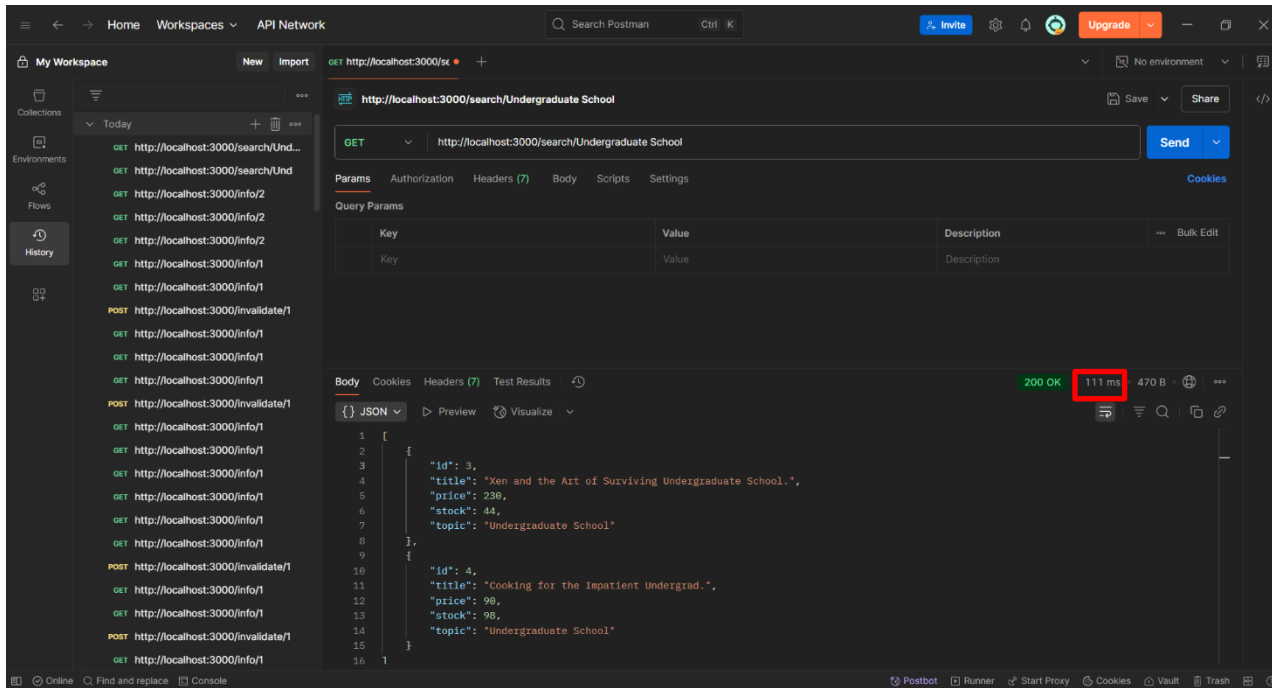 Home Workspaces API Network Search Postman Ctrl K Invite Upgrade
My Workspace New Import GET http://localhost:3000/se No environment
Collections
Environments
Flows
History
Today
GET http://localhost:3000/search/Und...
GET http://localhost:3000/search/Und
GET http://localhost:3000/info/2
GET http://localhost:3000/info/2
GET http://localhost:3000/info/2
GET http://localhost:3000/info/1
GET http://localhost:3000/info/1
POST http://localhost:3000/invalidate/1
GET http://localhost:3000/info/1
GET http://localhost:3000/info/1
GET http://localhost:3000/info/1
POST http://localhost:3000/invalidate/1
GET http://localhost:3000/info/1
GET http://localhost:3000/info/1
GET http://localhost:3000/info/1
GET http://localhost:3000/info/1
GET http://localhost:3000/info/1
GET http://localhost:3000/info/1
POST http://localhost:3000/invalidate/1
GET http://localhost:3000/info/1
GET http://localhost:3000/info/1
POST http://localhost:3000/invalidate/1
GET http://localhost:3000/info/1
HTTP http://localhost:3000/search/Undergraduate School Save Share
GET http://localhost:3000/search/Undergraduate School Send
Params Authorization Headers (7) Body Scripts Settings Cookies
Query Params
Key Value Description Bulk Edit
Key Value Description
Body Cookies Headers (7) Test Results 200 OK 111 ms 470 B
{} JSON Preview Visualize
1 [
2 {
3 "id": 3,
4 "title": "Xen and the Art of Surviving Undergraduate School.",
5 "price": 230,
6 "stock": 44,
7 "topic": "Undergraduate School"
8 },
9 {
10 "id": 4,
11 "title": "Cooking for the Impatient Undergrad.",
12 "price": 90,
13 "stock": 98,
14 "topic": "Undergraduate School"
15 }
16 ]
Online Find and replace Console Postbot Runner Start Proxy Cookies Vault Trash